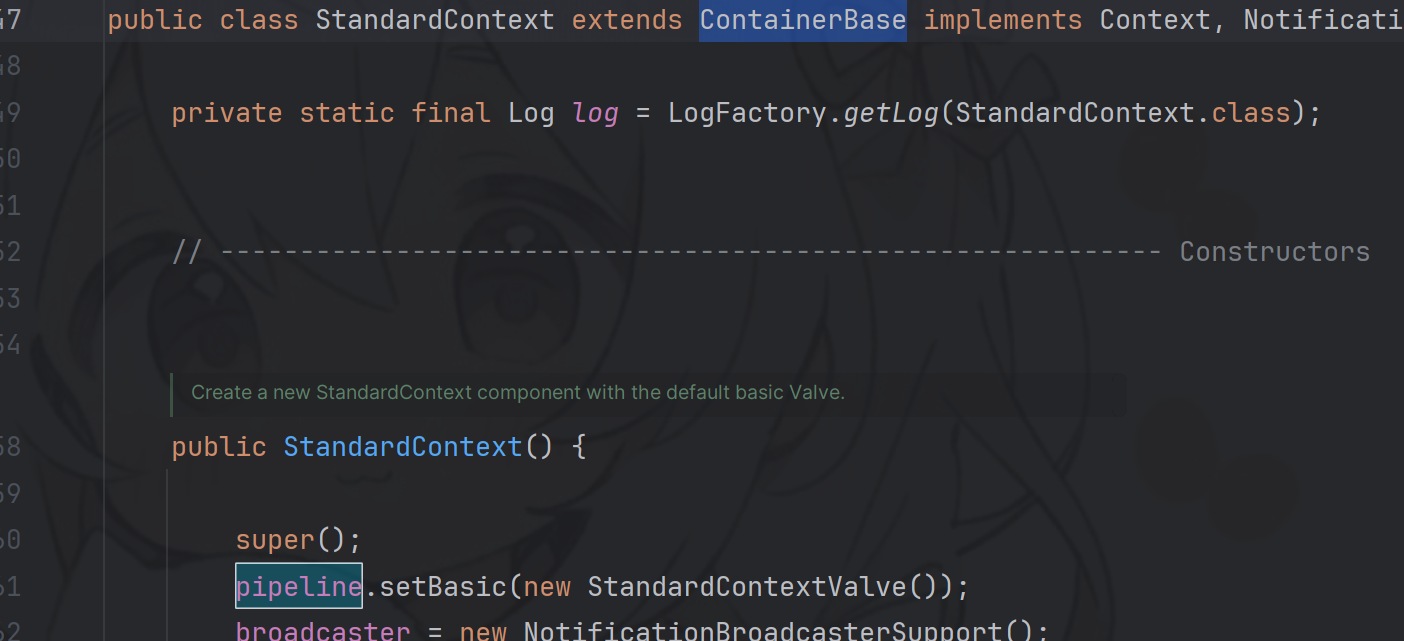 47 public class StandardContext extends ContainerBase implements Context, Notificati
48
49 private static final Log log = LogFactory.getLog(StandardContext.class);
50
51
52 // ----------------------------------------------------------- Constructors
53
54
Create a new StandardContext component with the default basic Valve.
58 public StandardContext() {
59
60 super();
61 pipeline.setBasic(new StandardContextValve());
62 broadcaster = new NotificationBroadcasterSupport();